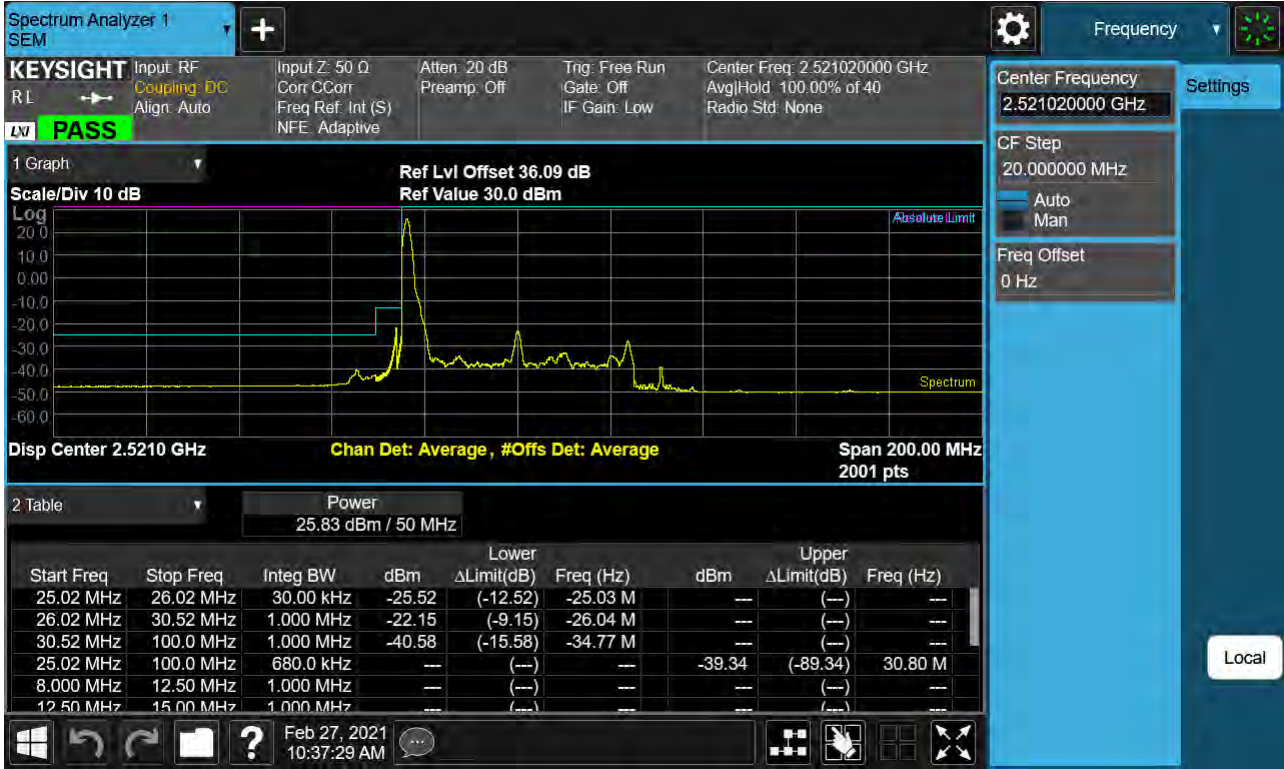 Spectrum Analyzer 1
SEM
Frequency
KEYSIGHT
RL
LXI
PASS
Input: RF
Coupling: DC
Align: Auto
Input Z: 50 Ω
Corr CCorr
Freq Ref: Int (S)
NFE: Adaptive
Atten: 20 dB
Preamp: Off
Trig: Free Run
Gate: Off
IF Gain: Low
Center Freq: 2.521020000 GHz
Avg|Hold: 100.00% of 40
Radio Std: None
Center Frequency
2.521020000 GHz
Settings
CF Step
20.000000 MHz
Auto
Man
Freq Offset
0 Hz
Local
1 Graph
Scale/Div 10 dB
Ref Lvl Offset 36.09 dB
Ref Value 30.0 dBm
Log
Absolute Limit
20.0
10.0
0.00
-10.0
-20.0
-30.0
-40.0
-50.0
-60.0
Spectrum
Disp Center 2.5210 GHz
Chan Det: Average, #Offs Det: Average
Span 200.00 MHz
2001 pts
2 Table
Power
25.83 dBm / 50 MHz
Lower Upper
Start Freq Stop Freq Integ BW dBm ΔLimit(dB) Freq (Hz) dBm ΔLimit(dB) Freq (Hz)
25.02 MHz 26.02 MHz 30.00 kHz -25.52 (-12.52) -25.03 M --- (---) ---
26.02 MHz 30.52 MHz 1.000 MHz -22.15 (-9.15) -26.04 M --- (---) ---
30.52 MHz 100.0 MHz 1.000 MHz -40.58 (-15.58) -34.77 M --- (---) ---
25.02 MHz 100.0 MHz 680.0 kHz --- (---) --- -39.34 (-89.34) 30.80 M
8.000 MHz 12.50 MHz 1.000 MHz --- (---) --- --- (---) ---
12.50 MHz 15.00 MHz 1.000 MHz --- (---) --- --- (---) ---
?
Feb 27, 2021
10:37:29 AM